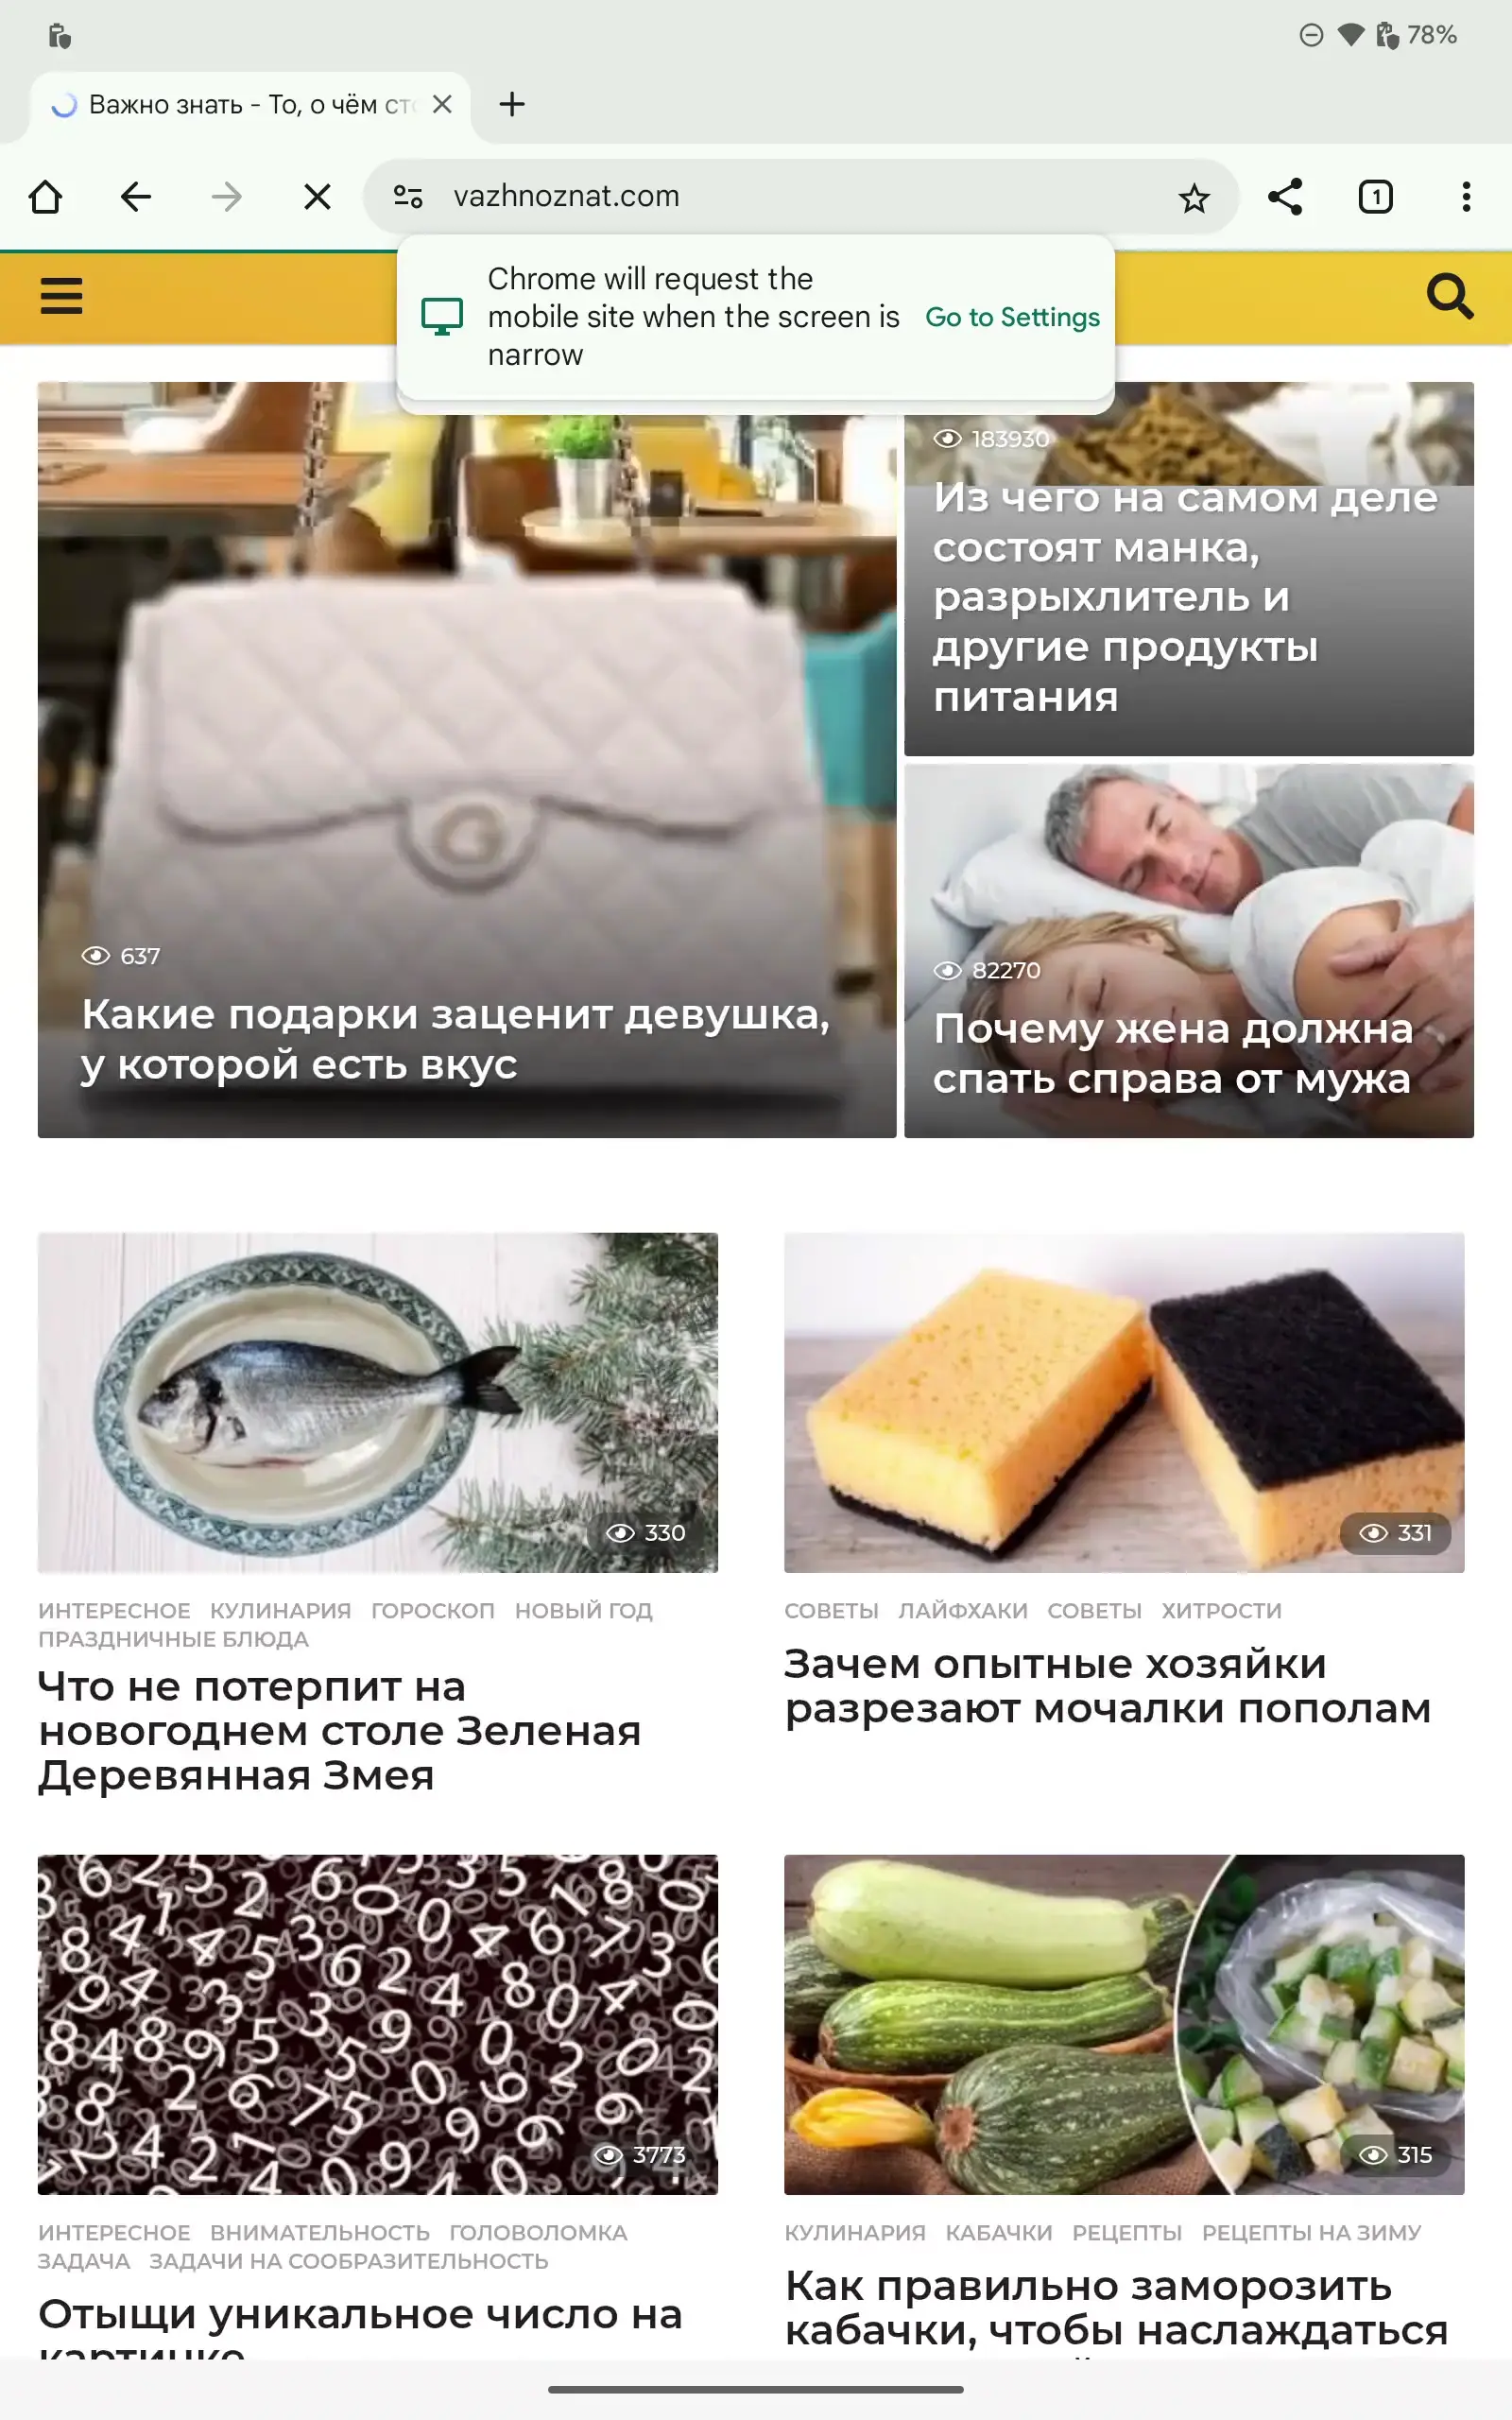 78%
Важно знать - То, о чём
1
vazhnoznat.com
Chrome will request the
mobile site when the screen is
narrow
Go to Settings
183930
Из чего на самом деле
состоят манка,
разрыхлитель и
другие продукты
питания
637
Какие подарки заценит девушка,
у которой есть вкус
82270
Почему жена должна
спать справа от мужа
330
ИНТЕРЕСНОЕ КУЛИНАРИЯ ГОРОСКОП НОВЫЙ ГОД
ПРАЗДНИЧНЫЕ БЛЮДА
Что не потерпит на
новогоднем столе Зеленая
Деревянная Змея
331
СОВЕТЫ ЛАЙФХАКИ СОВЕТЫ ХИТРОСТИ
Зачем опытные хозяйки
разрезают мочалки пополам
3773
ИНТЕРЕСНОЕ ВНИМАТЕЛЬНОСТЬ ГОЛОВОЛОМКА
ЗАДАЧА ЗАДАЧИ НА СООБРАЗИТЕЛЬНОСТЬ
Отыщи уникальное число на
картинке
315
КУЛИНАРИЯ КАБАЧКИ РЕЦЕПТЫ РЕЦЕПТЫ НА ЗИМУ
Как правильно заморозить
кабачки, чтобы наслаждаться